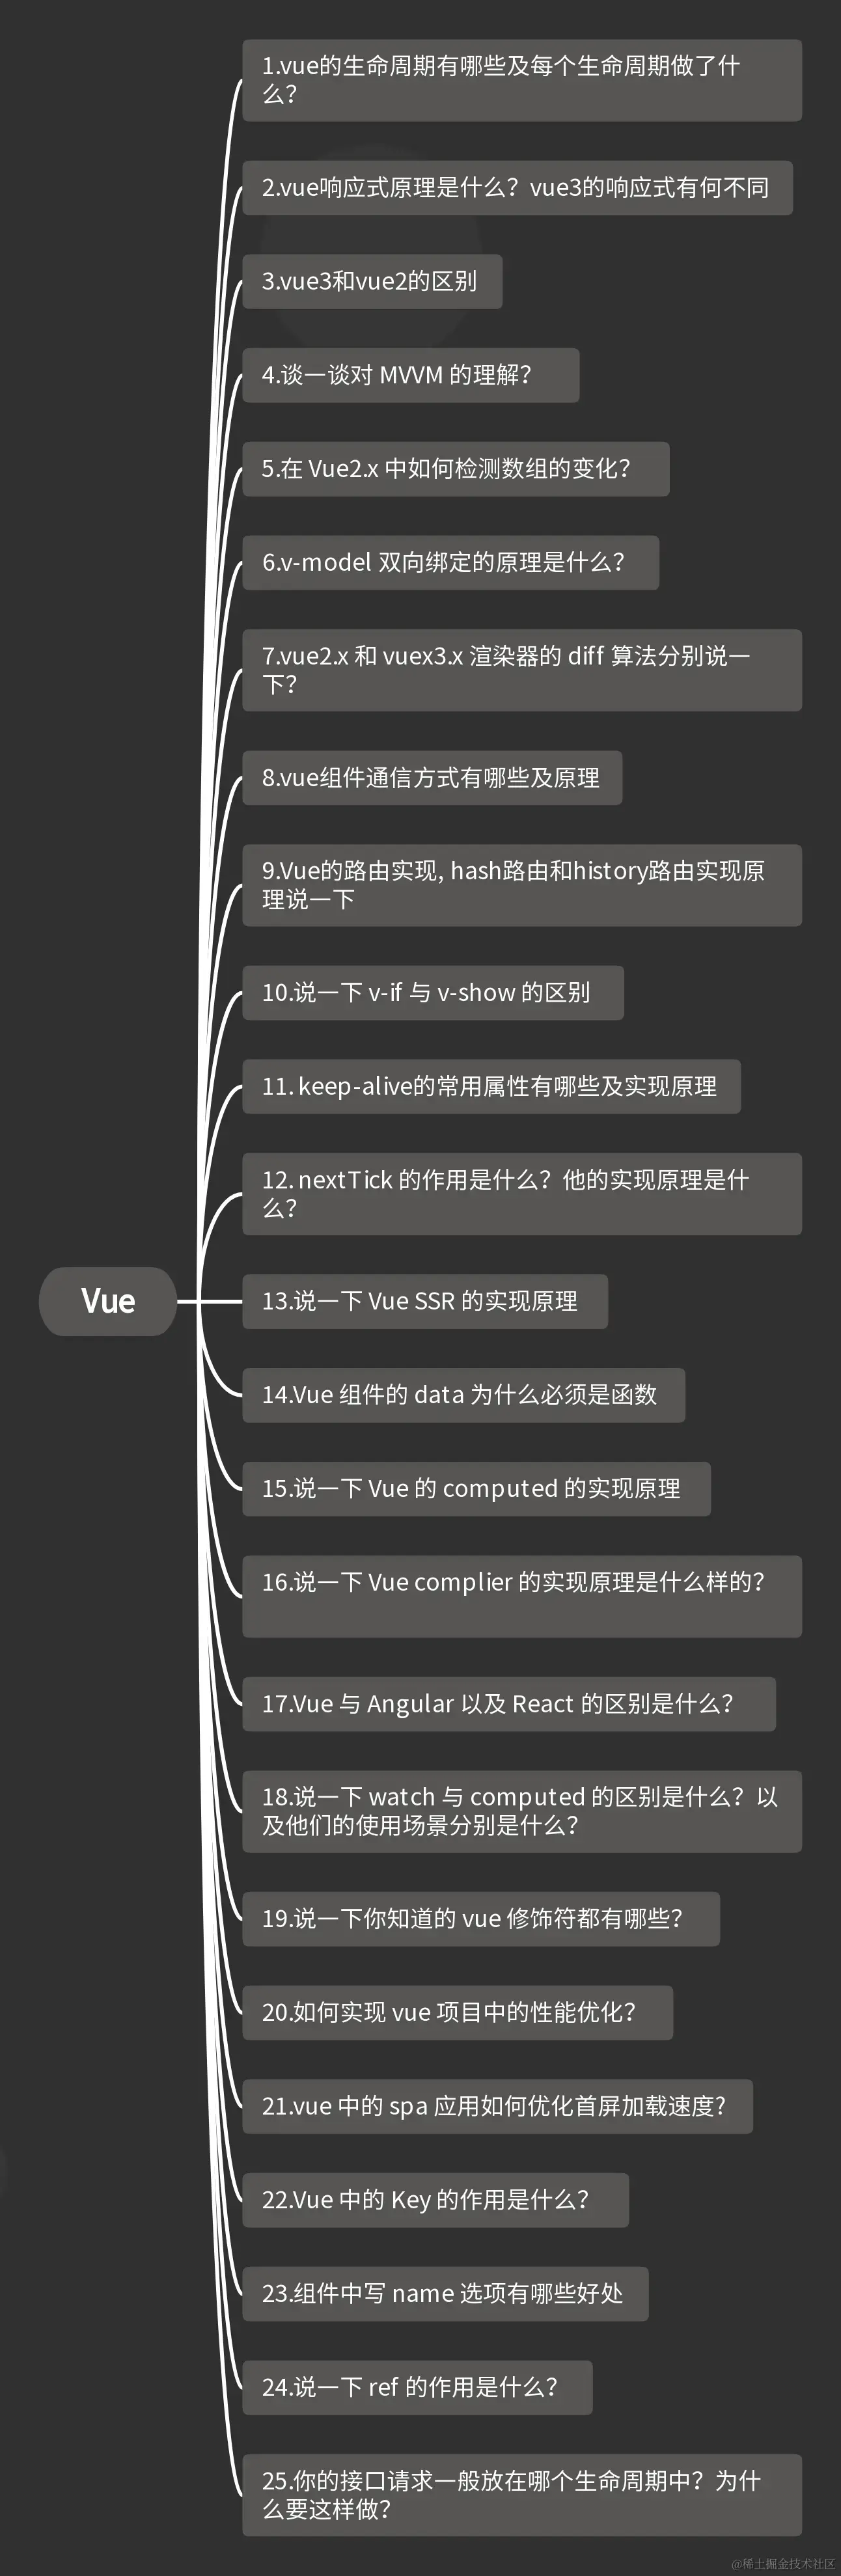 1.vue的生命周期有哪些及每个生命周期做了什
么？
2.vue响应式原理是什么？vue3的响应式有何不同
3.vue3和vue2的区别
4.谈一谈对 MVVM 的理解？
5.在 Vue2.x 中如何检测数组的变化？
6.v-model 双向绑定的原理是什么？
7.vue2.x 和 vuex3.x 渲染器的 diff 算法分别说一
下？
8.vue组件通信方式有哪些及原理
9.Vue的路由实现, hash路由和history路由实现原
理说一下
10.说一下 v-if 与 v-show 的区别
11. keep-alive的常用属性有哪些及实现原理
12. nextTick 的作用是什么？他的实现原理是什
么？
Vue
13.说一下 Vue SSR 的实现原理
14.Vue 组件的 data 为什么必须是函数
15.说一下 Vue 的 computed 的实现原理
16.说一下 Vue complier 的实现原理是什么样的？
17.Vue 与 Angular 以及 React 的区别是什么？
18.说一下 watch 与 computed 的区别是什么？以
及他们的使用场景分别是什么？
19.说一下你知道的 vue 修饰符都有哪些？
20.如何实现 vue 项目中的性能优化？
21.vue 中的 spa 应用如何优化首屏加载速度?
22.Vue 中的 Key 的作用是什么？
23.组件中写 name 选项有哪些好处
24.说一下 ref 的作用是什么？
25.你的接口请求一般放在哪个生命周期中？为什
么要这样做？
@稀土掘金技术社区